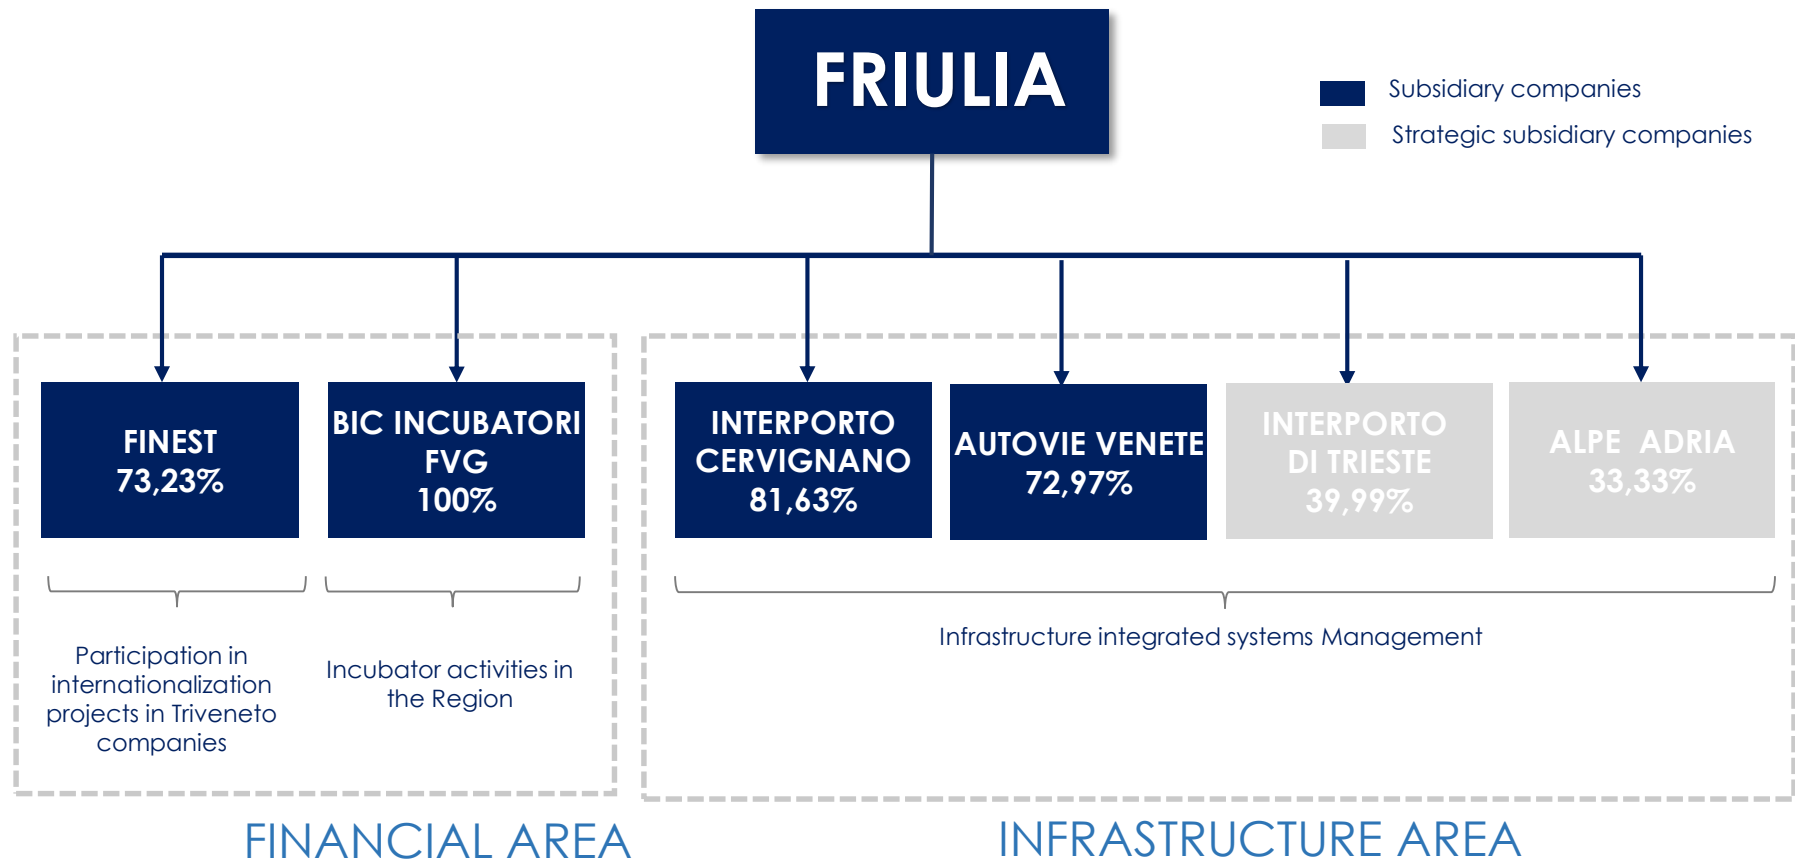 FRIULIA
Subsidiary companies
Strategic subsidiary companies
FINEST
73,23%
BIC INCUBATORI
FVG
100%
INTERPORTO
CERVIGNANO
81,63%
AUTOVIE VENETE
72,97%
INTERPORTO
DI TRIESTE
39,99%
ALPE ADRIA
33,33%
Participation in
internationalization
projects in Triveneto
companies
Incubator activities in
the Region
Infrastructure integrated systems Management
FINANCIAL AREA
INFRASTRUCTURE AREA